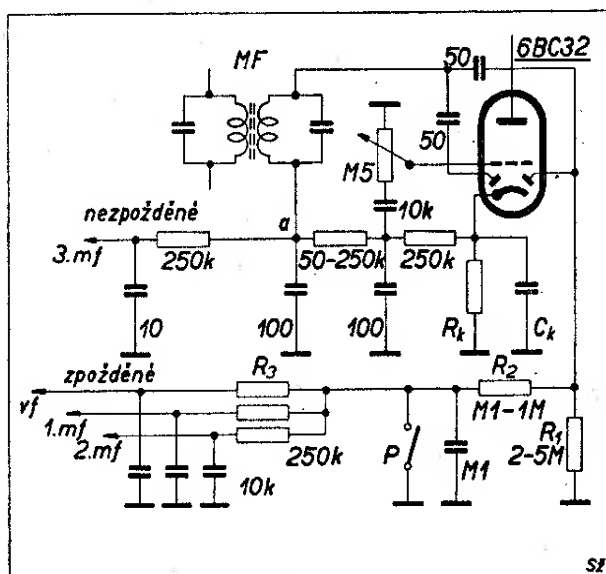 6BC32
50
MF
50
M5
10k
nezpožděné
a
3.mf
250k
50-250k
250k
10
100
100
Rk
Ck
zpožděné
R3
R2
vf
M1-1M
1.mf
R1
2.mf
2-5M
250k
P
M1
10k
sž